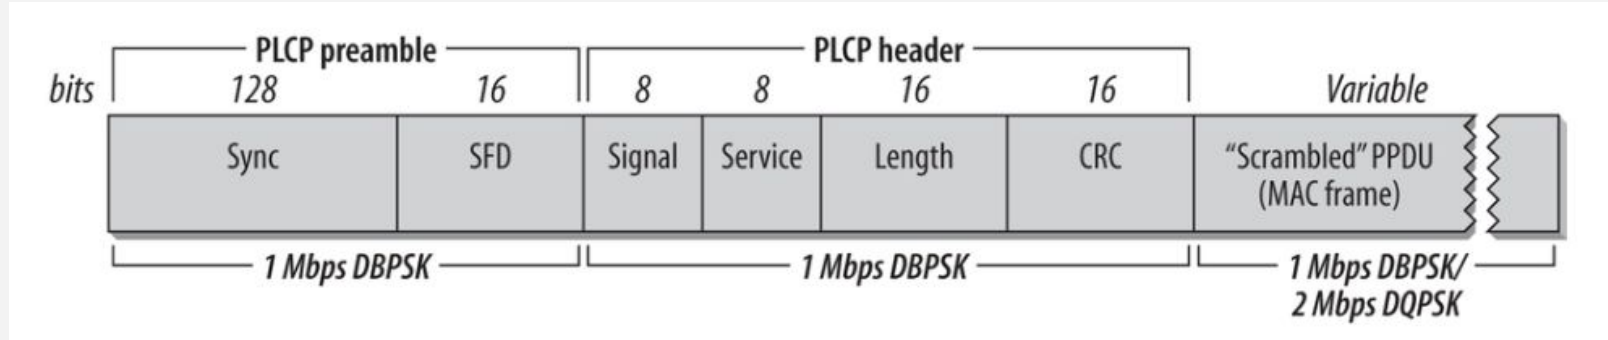 PLCP preamble PLCP header
bits 128 16 8 8 16 16 Variable
Sync SFD Signal Service Length CRC “Scrambled” PPDU
(MAC frame)
1 Mbps DBPSK 1 Mbps DBPSK 1 Mbps DBPSK/
2 Mbps DQPSK